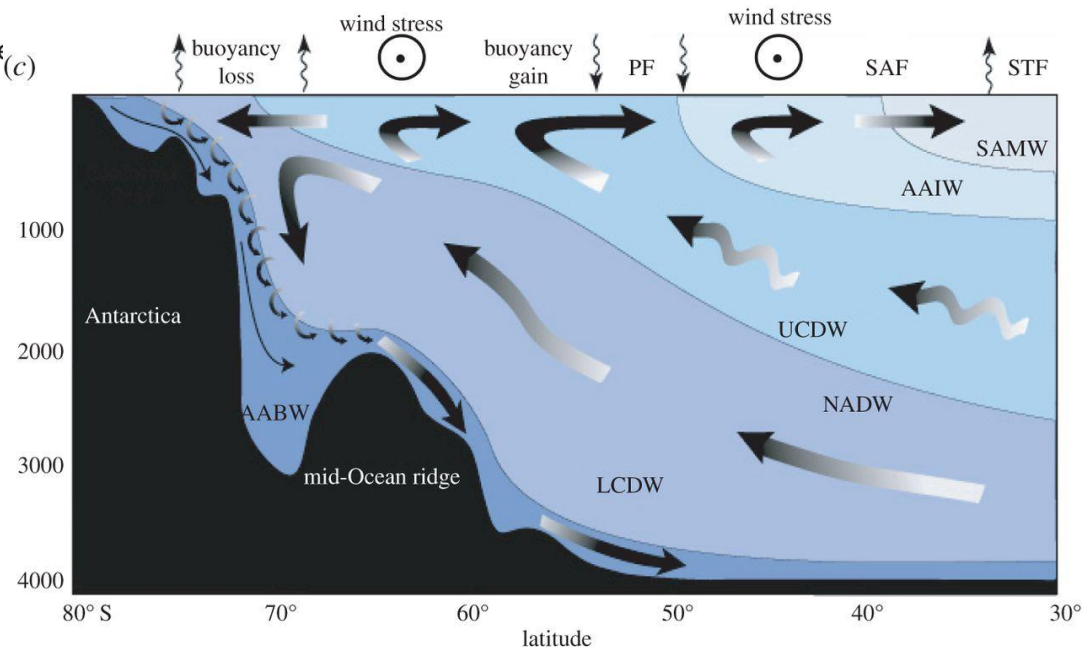 (c)
wind stress
wind stress
buoyancy
loss
buoyancy
gain
PF
SAF
STF
SAMW
AAIW
1000
Antarctica
UCDW
2000
NADW
AABW
3000
mid-Ocean ridge
LCDW
4000
80° S
70°
60°
50°
40°
30°
latitude